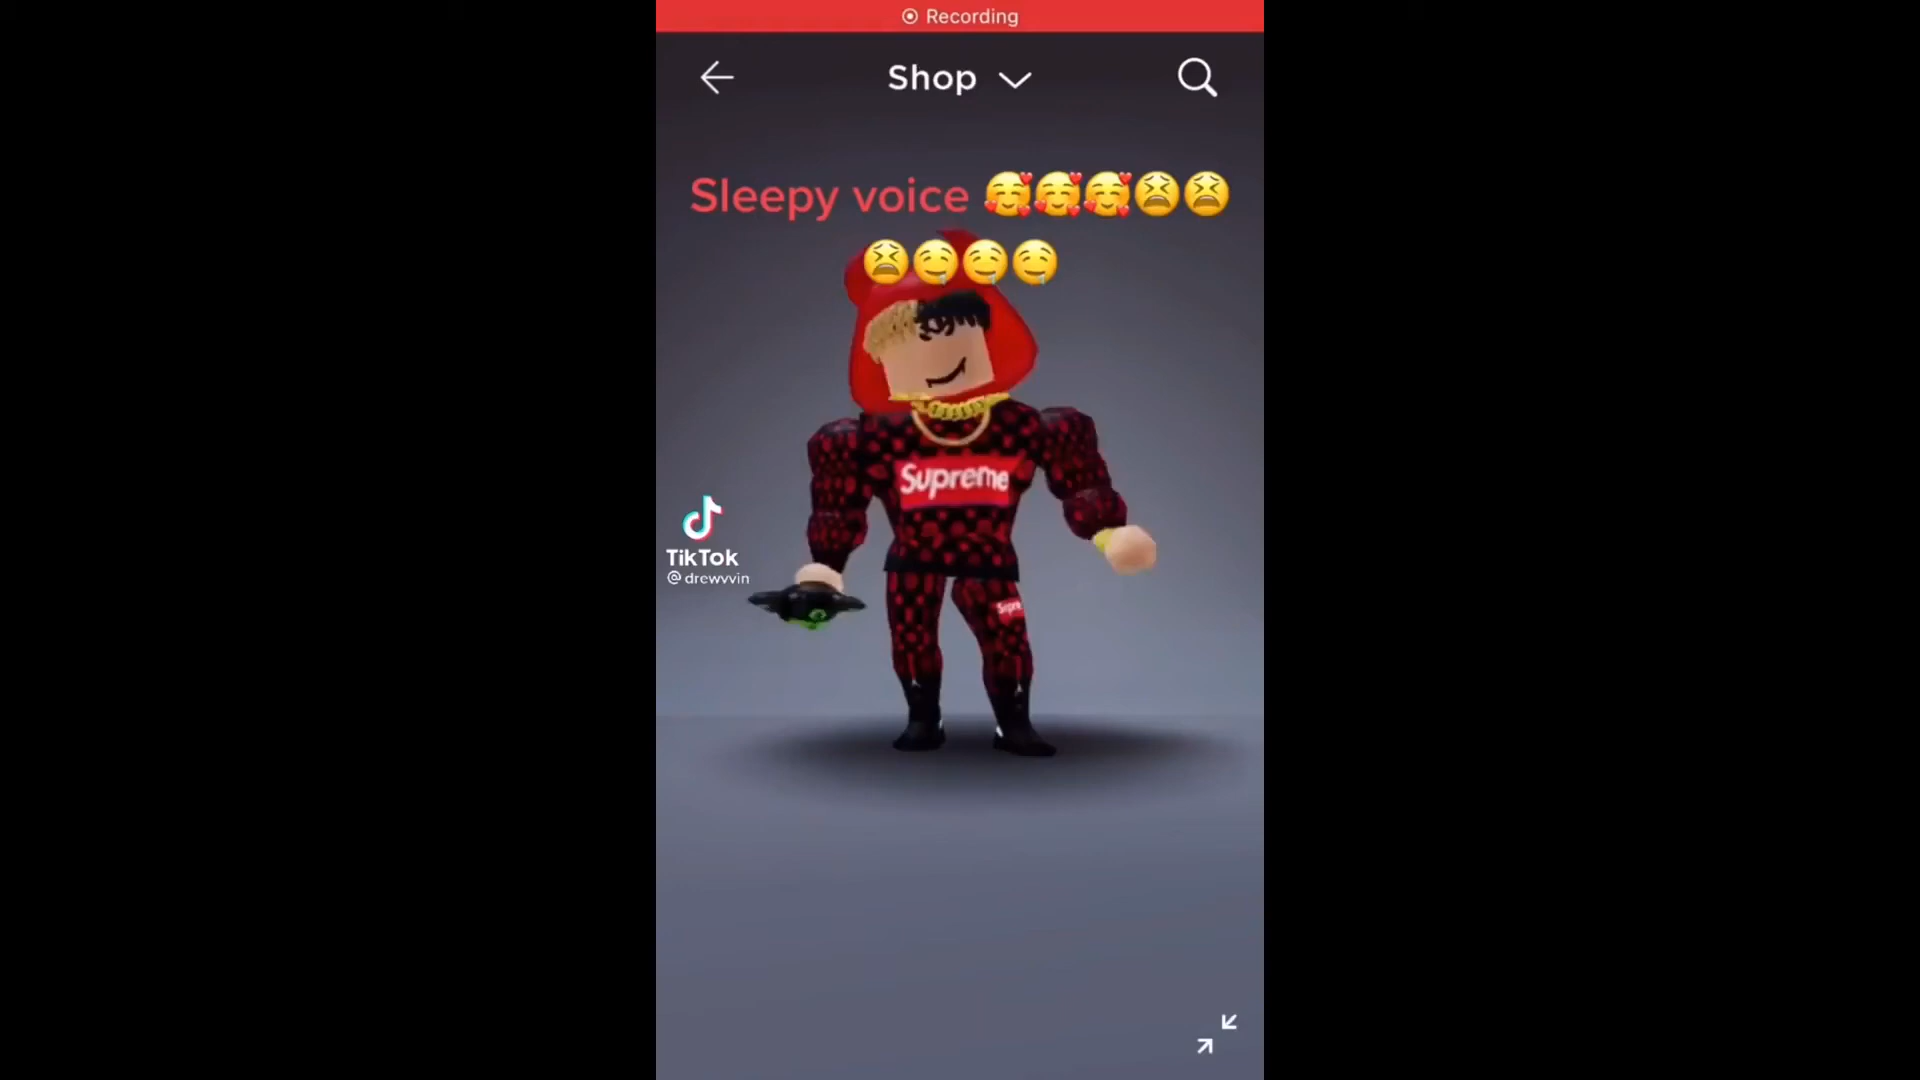 Recording
Shop
Sleepy voice 🥰🥰🥰😫😫
😫🤤🤤🤤
Supreme
TikTok
@drewvvin